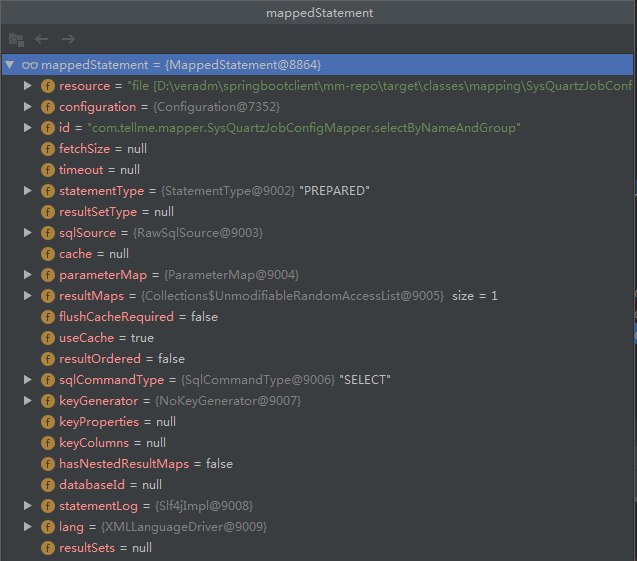 mappedStatement
mappedStatement = {MappedStatement@8864}
f resource = "file [D:\veradm\springbootclient\mm-repo\target\classes\mapping\SysQuartzJobConf
f configuration = {Configuration@7352}
f id = "com.tellme.mapper.SysQuartzJobConfigMapper.selectByNameAndGroup"
f fetchSize = null
f timeout = null
f statementType = {StatementType@9002} "PREPARED"
f resultSetType = null
f sqlSource = {RawSqlSource@9003}
f cache = null
f parameterMap = {ParameterMap@9004}
f resultMaps = {Collections$UnmodifiableRandomAccessList@9005} size = 1
f flushCacheRequired = false
f useCache = true
f resultOrdered = false
f sqlCommandType = {SqlCommandType@9006} "SELECT"
f keyGenerator = {NoKeyGenerator@9007}
f keyProperties = null
f keyColumns = null
f hasNestedResultMaps = false
f databaseId = null
f statementLog = {Slf4jImpl@9008}
f lang = {XMLLanguageDriver@9009}
f resultSets = null